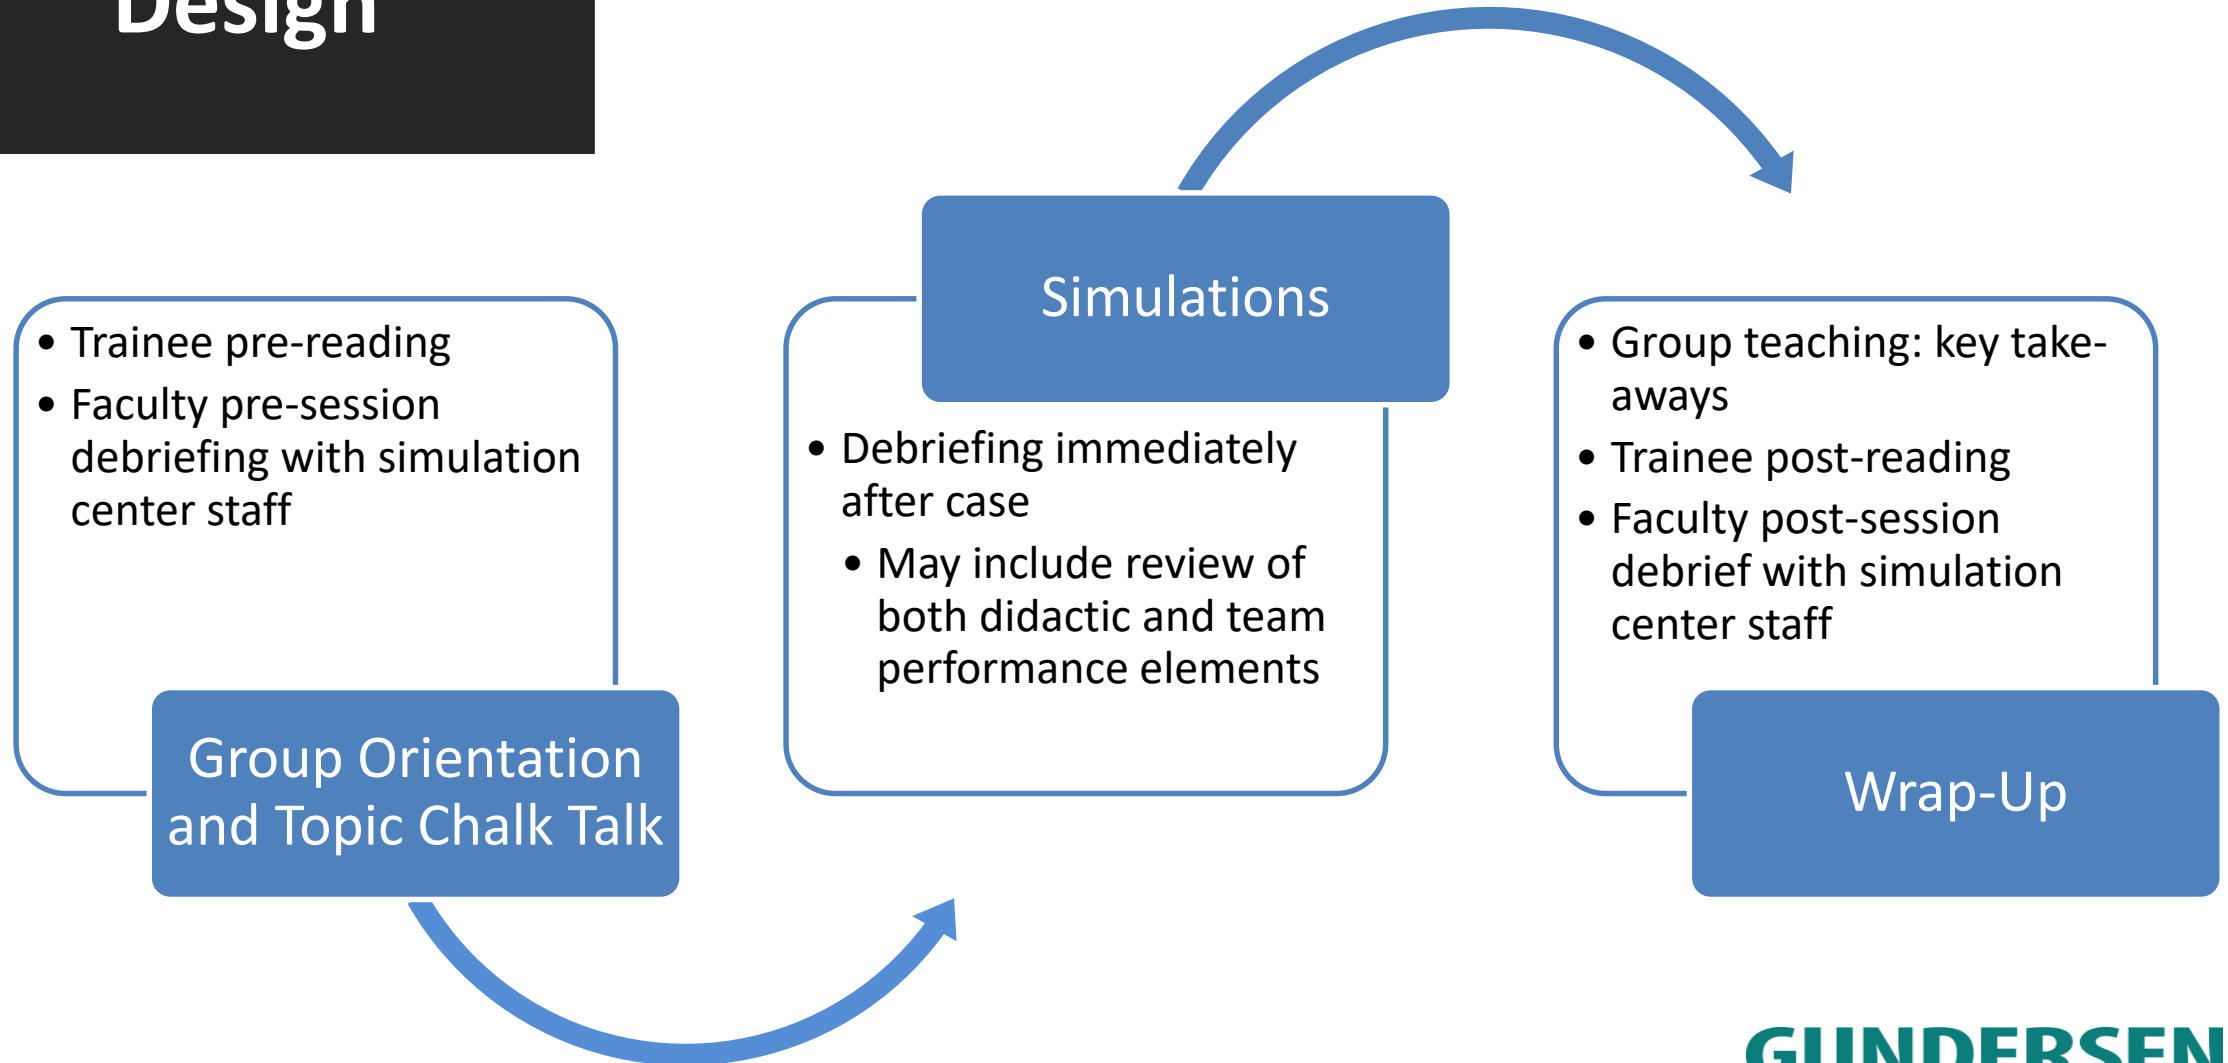 Design
• Trainee pre-reading
• Faculty pre-session
debriefing with simulation
center staff
Group Orientation
and Topic Chalk Talk
Simulations
• Debriefing immediately
after case
• May include review of
both didactic and team
performance elements
• Group teaching: key take-
aways
• Trainee post-reading
• Faculty post-session
debrief with simulation
center staff
Wrap-Up
GUNDERSEN